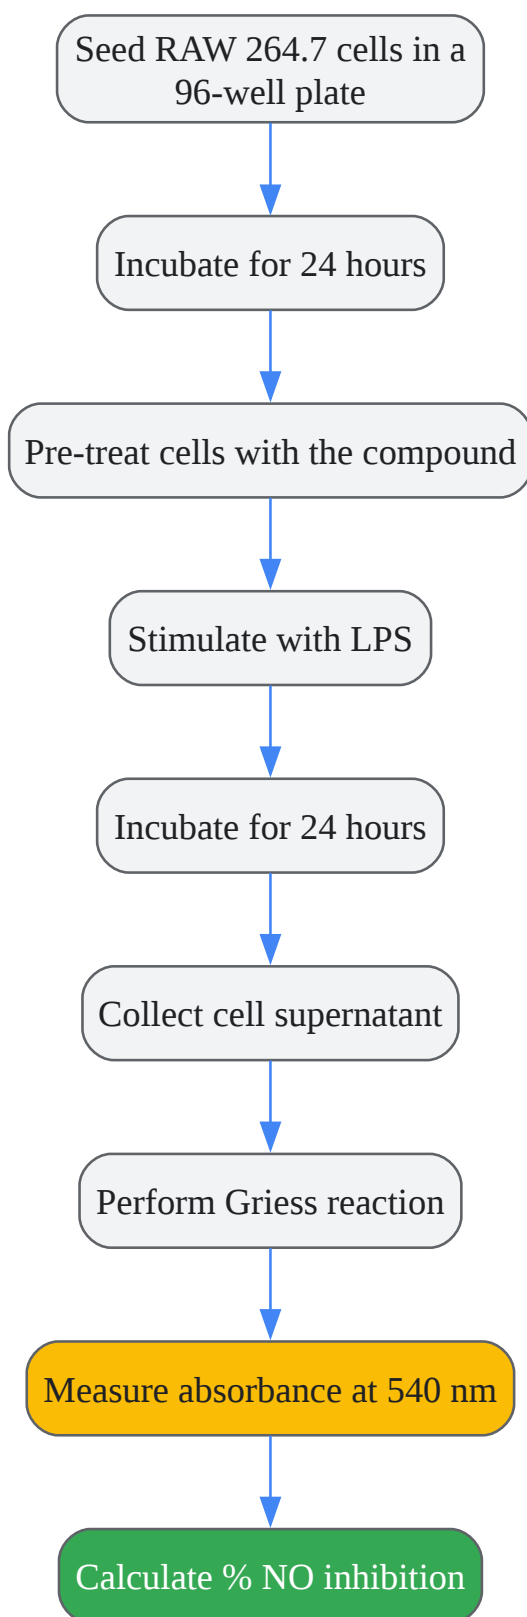 Seed RAW 264.7 cells in a
96-well plate
Incubate for 24 hours
Pre-treat cells with the compound
Stimulate with LPS
Incubate for 24 hours
Collect cell supernatant
Perform Griess reaction
Measure absorbance at 540 nm
Calculate % NO inhibition